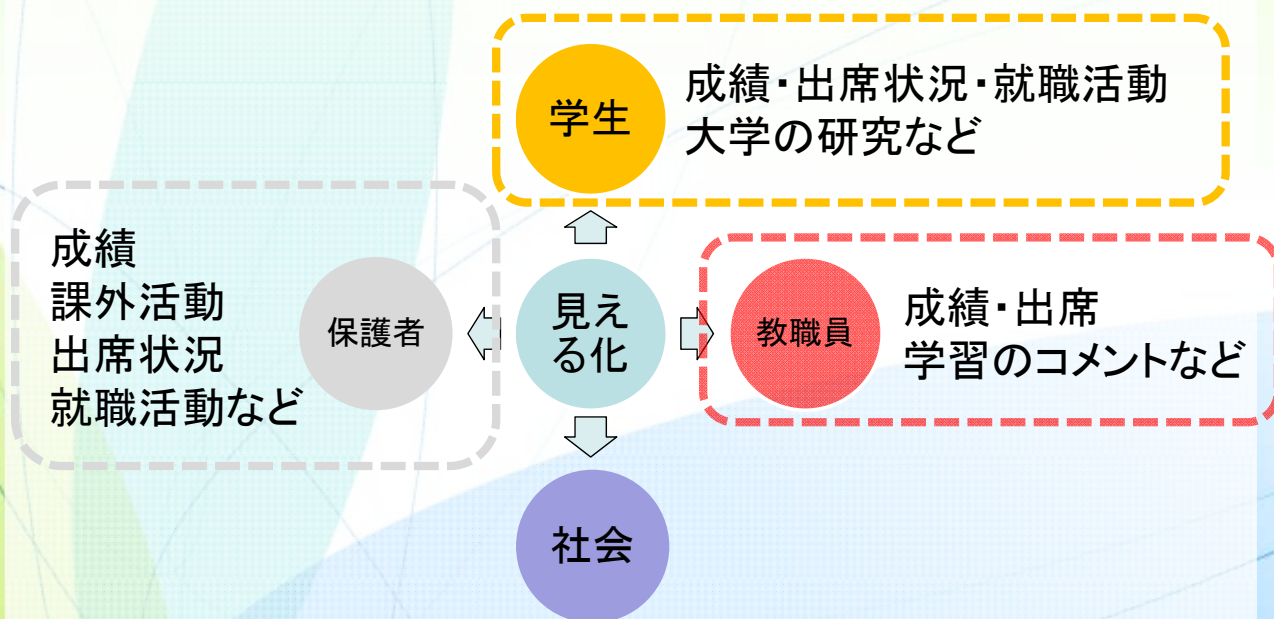 学生
成績・出席状況・就職活動
大学の研究など
成績
課外活動
出席状況
就職活動など
保護者
見え
る化
教職員
成績・出席
学習のコメントなど
社会